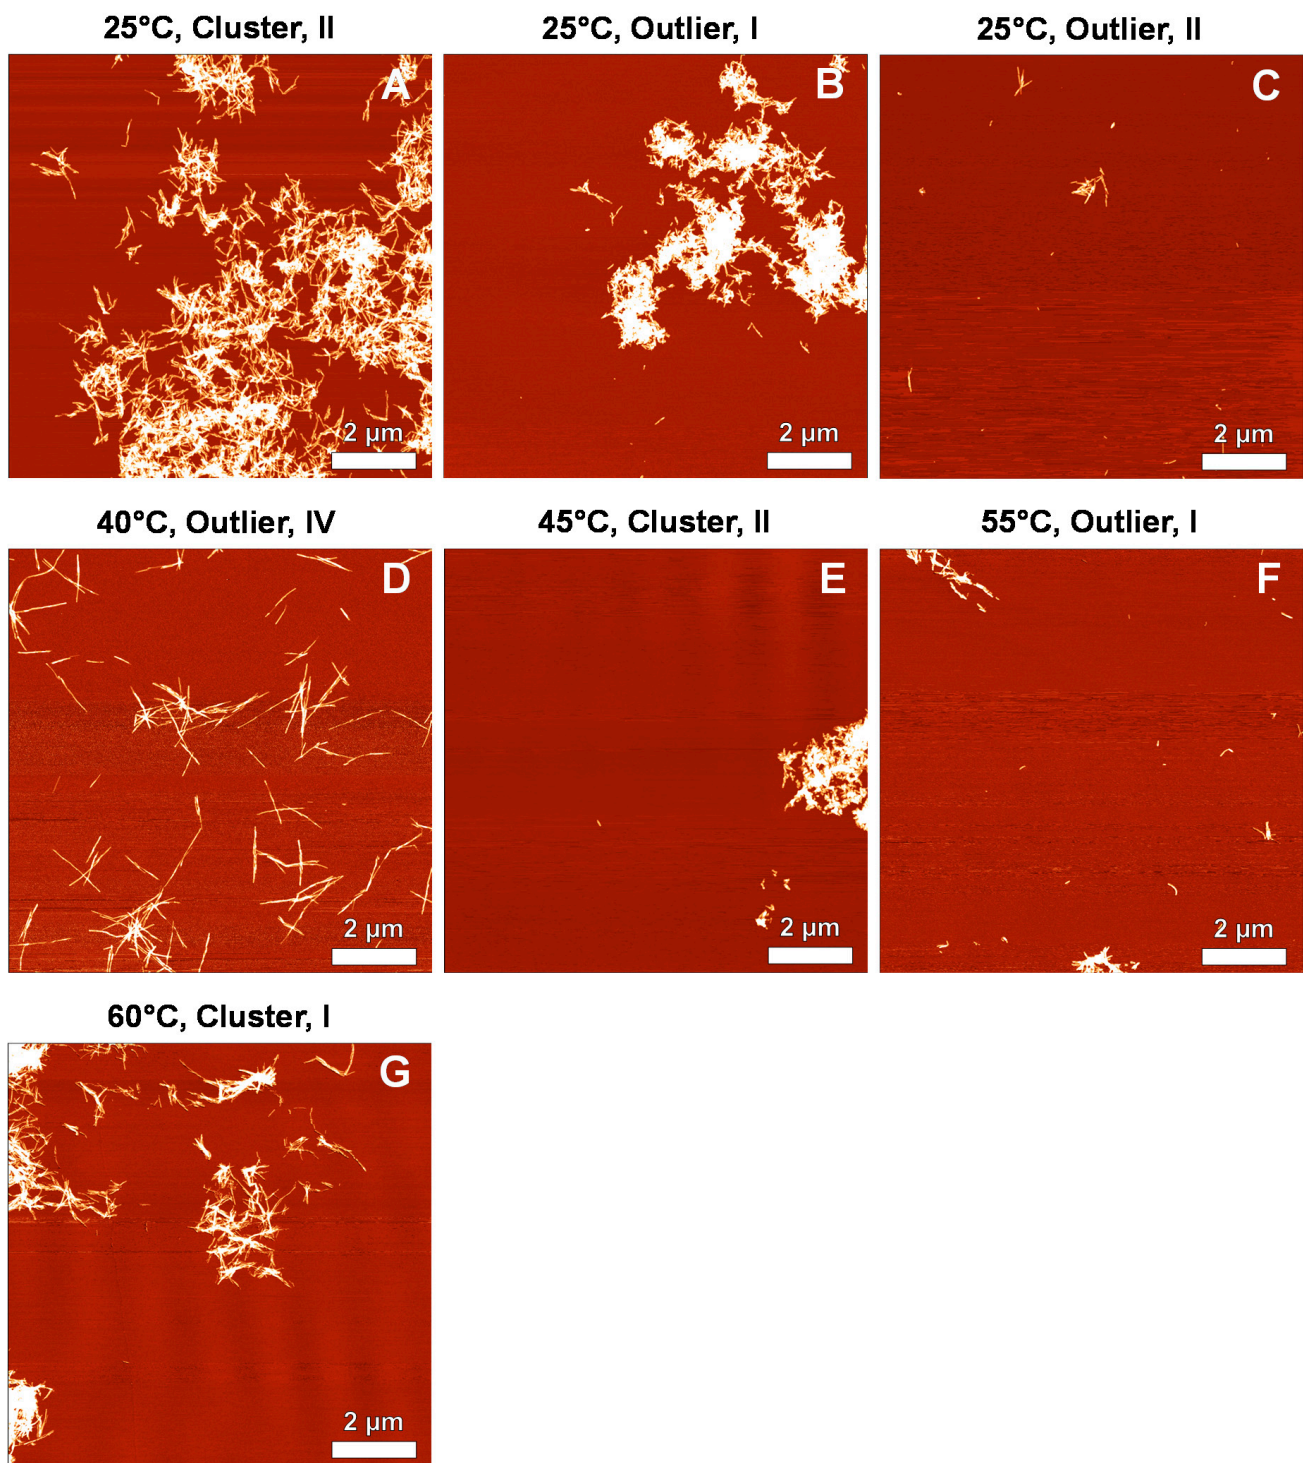 25°C, Cluster, II
25°C, Outlier, I
25°C, Outlier, II
A
B
C
2 µm
2 µm
2 µm
40°C, Outlier, IV
45°C, Cluster, II
55°C, Outlier, I
D
E
F
2 µm
2 µm
2 µm
60°C, Cluster, I
G
2 µm